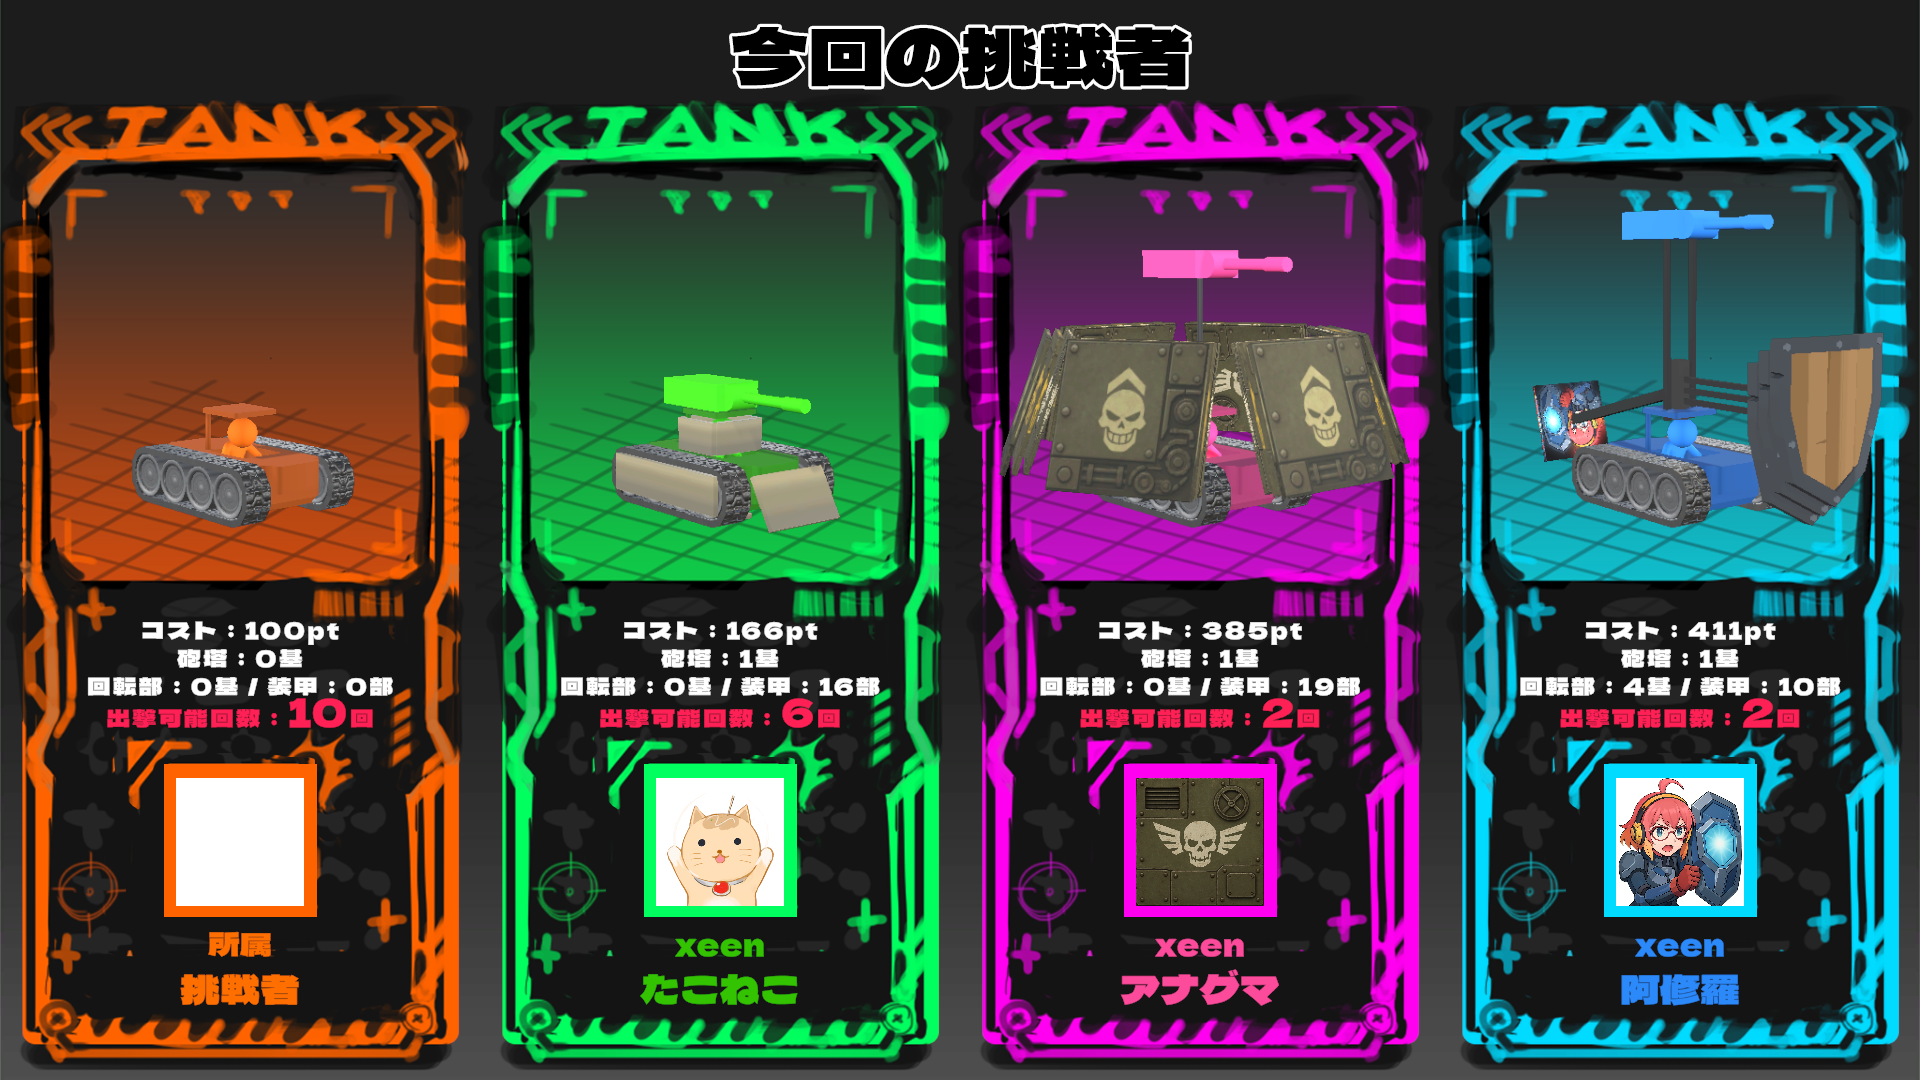 今回の挑戦者
TANK
コスト：100pt
砲塔：0基
回転部：0基 / 装甲：0部
出撃可能回数：10回
所属
挑戦者
TANK
コスト：166pt
砲塔：1基
回転部：0基 / 装甲：16部
出撃可能回数：6回
xeen
たこねこ
TANK
コスト：385pt
砲塔：1基
回転部：0基 / 装甲：19部
出撃可能回数：2回
xeen
アナグマ
TANK
コスト：411pt
砲塔：1基
回転部：4基 / 装甲：10部
出撃可能回数：2回
xeen
阿修羅